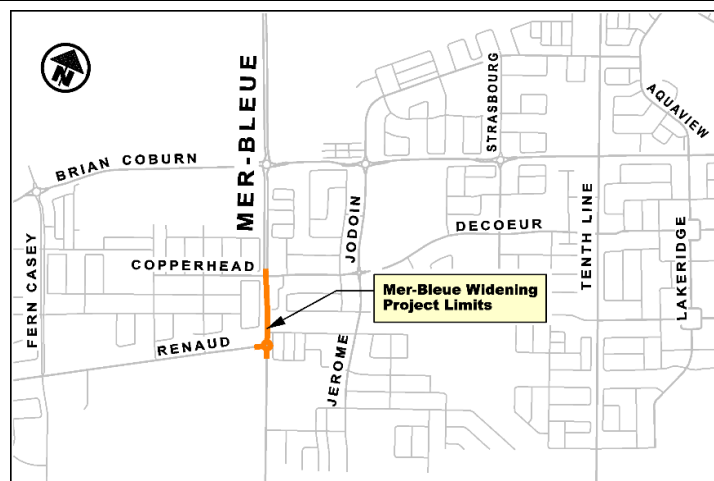 N
MER-BLEUE
BRIAN COBURN
STRASBOURG
AQUAVIEW
FERN CASEY
COPPERHEAD
JODOIN
DECOEUR
TENTH LINE
LAKERIDGE
Mer-Bleue Widening
Project Limits
RENAUD
JEROME